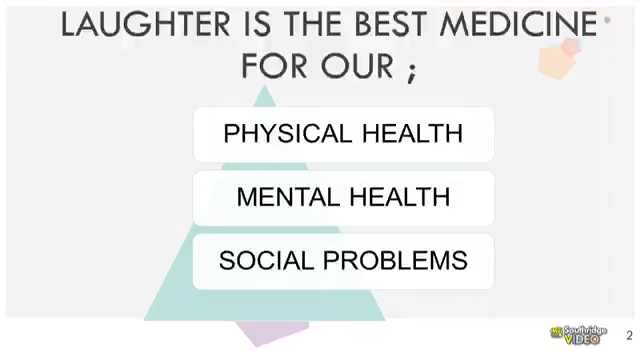 LAUGHTER IS THE BEST MEDICINE
FOR OUR ;
PHYSICAL HEALTH
MENTAL HEALTH
SOCIAL PROBLEMS
Southridge
VIDEO
2